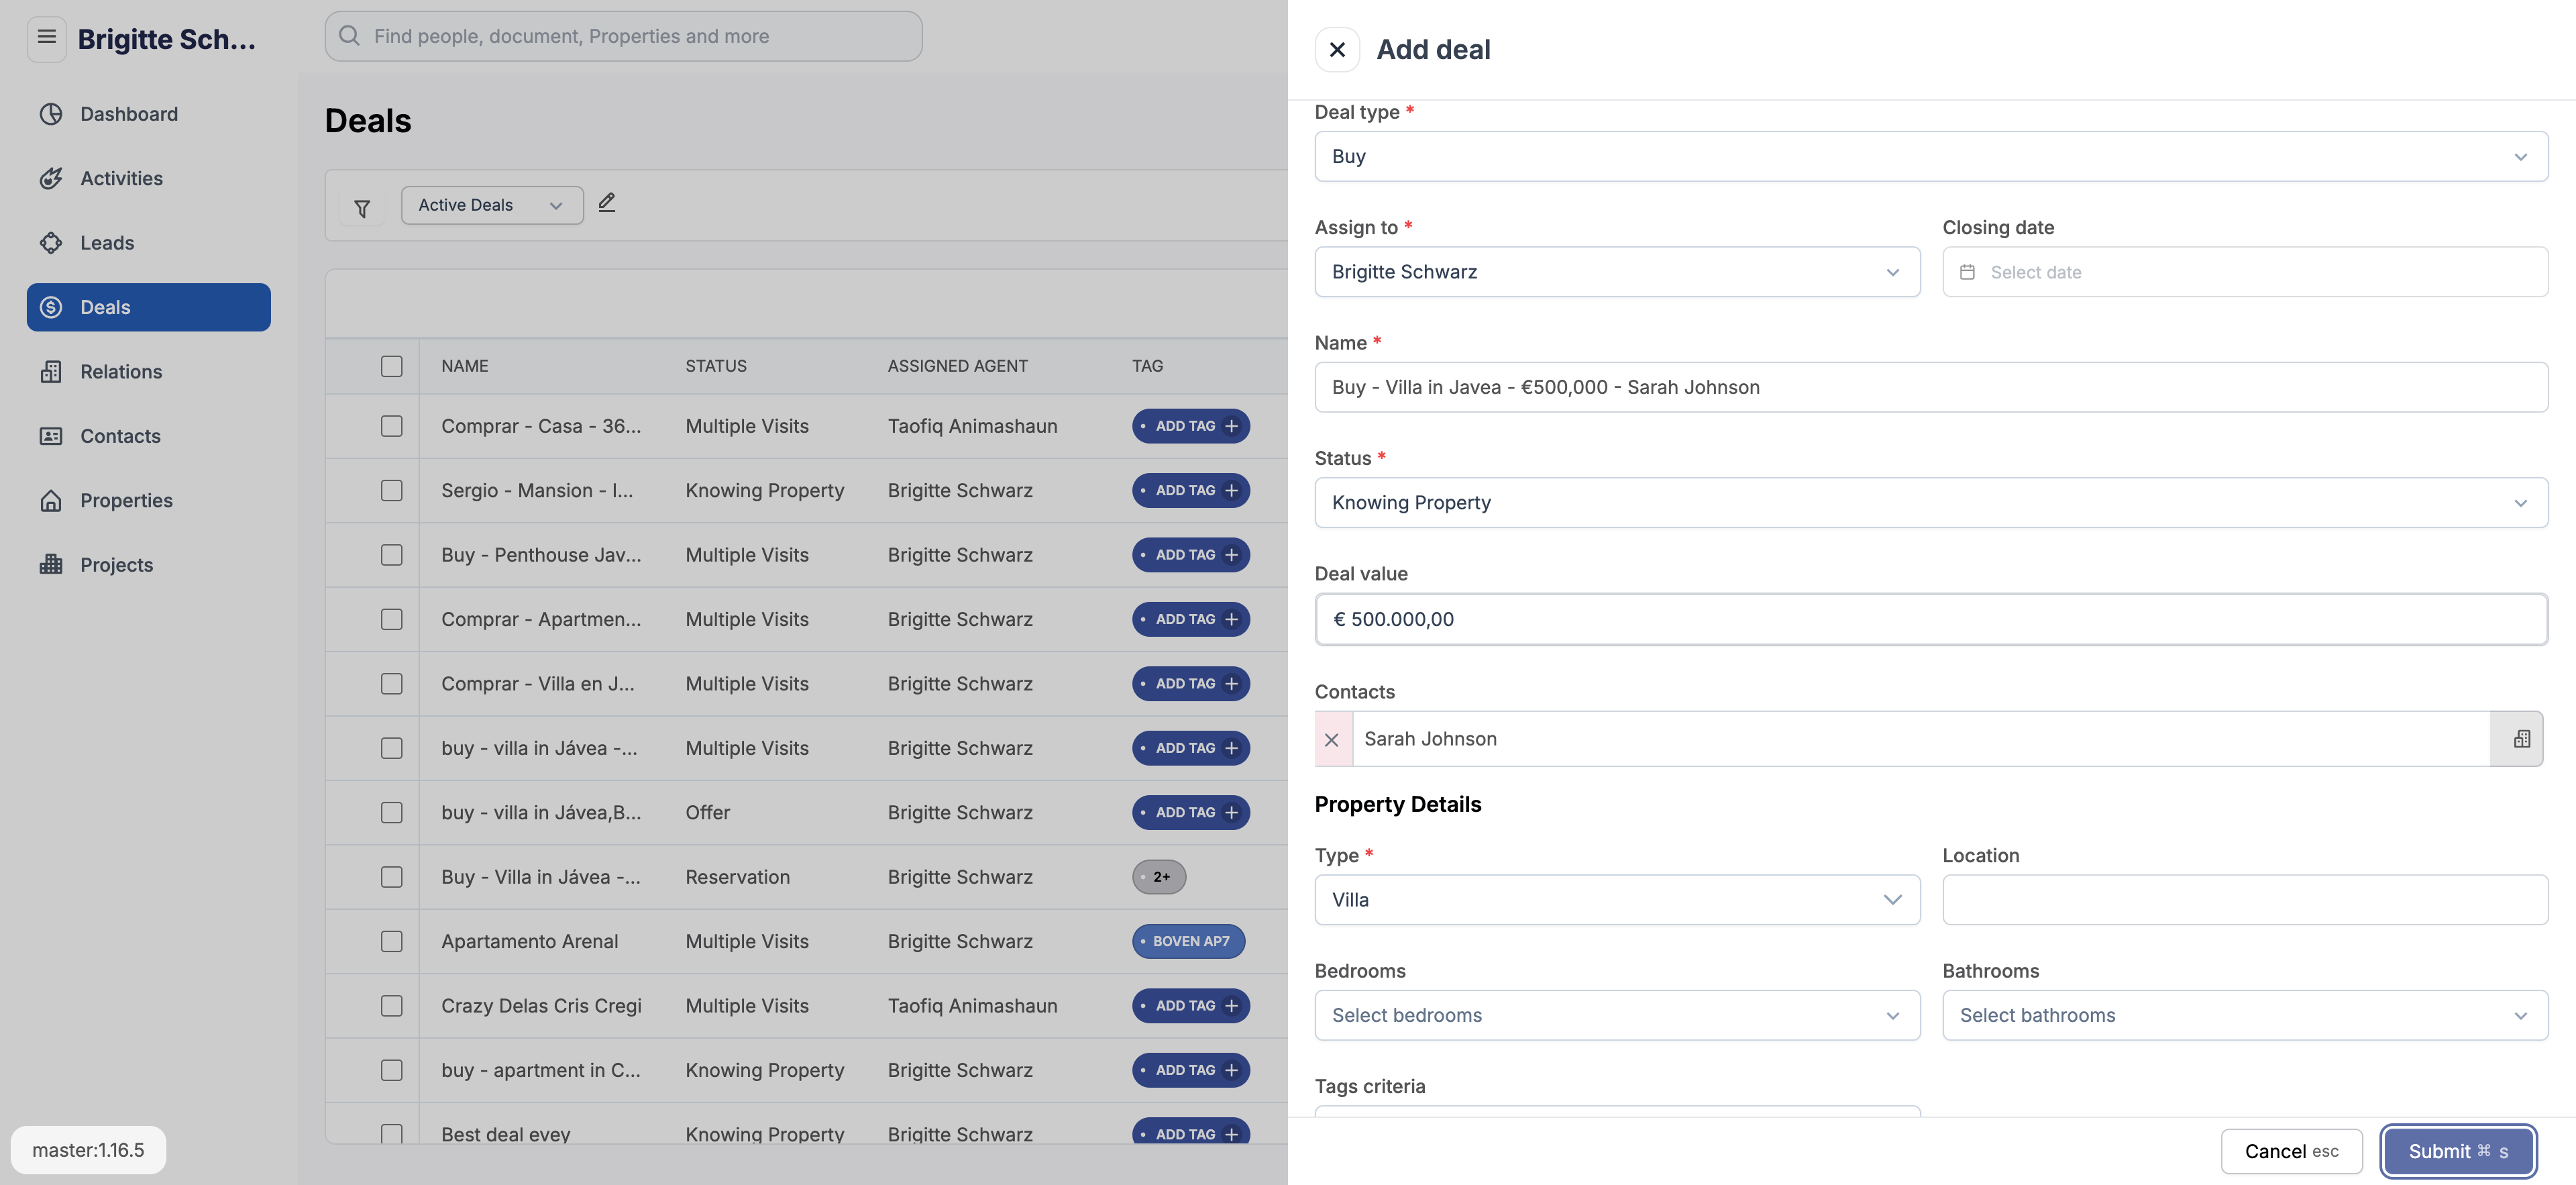 Brigitte Sch...
Find people, document, Properties and more
Dashboard
Activities
Leads
Deals
Relations
Contacts
Properties
Projects
master:1.16.5
Deals
Active Deals
NAME STATUS ASSIGNED AGENT TAG
Comprar - Casa - 36... Multiple Visits Taofiq Animashaun ADD TAG
Sergio - Mansion - I... Knowing Property Brigitte Schwarz ADD TAG
Buy - Penthouse Jav... Multiple Visits Brigitte Schwarz ADD TAG
Comprar - Apartmen... Multiple Visits Brigitte Schwarz ADD TAG
Comprar - Villa en J... Multiple Visits Brigitte Schwarz ADD TAG
buy - villa in Jávea -... Multiple Visits Brigitte Schwarz ADD TAG
buy - villa in Jávea,B... Offer Brigitte Schwarz ADD TAG
Buy - Villa in Jávea -... Reservation Brigitte Schwarz 2+
Apartamento Arenal Multiple Visits Brigitte Schwarz BOVEN AP7
Crazy Delas Cris Cregi Multiple Visits Taofiq Animashaun ADD TAG
buy - apartment in C... Knowing Property Brigitte Schwarz ADD TAG
Best deal evey Knowing Property Brigitte Schwarz ADD TAG
Add deal
Deal type *
Buy
Assign to * Closing date
Brigitte Schwarz Select date
Name *
Buy - Villa in Javea - €500,000 - Sarah Johnson
Status *
Knowing Property
Deal value
€ 500.000,00
Contacts
Sarah Johnson
Property Details
Type * Location
Villa
Bedrooms Bathrooms
Select bedrooms Select bathrooms
Tags criteria
Cancel esc Submit ⌘ s